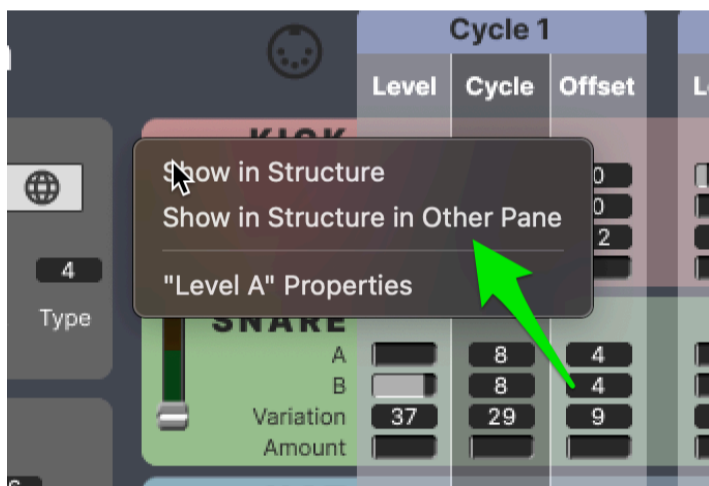 Cycle 1
Level Cycle Offset
KICK
Show in Structure
0
Show in Structure in Other Pane
0
2
4
"Level A" Properties
Type
SNARE
A 8 4
B 8 4
Variation 37 29 9
Amount